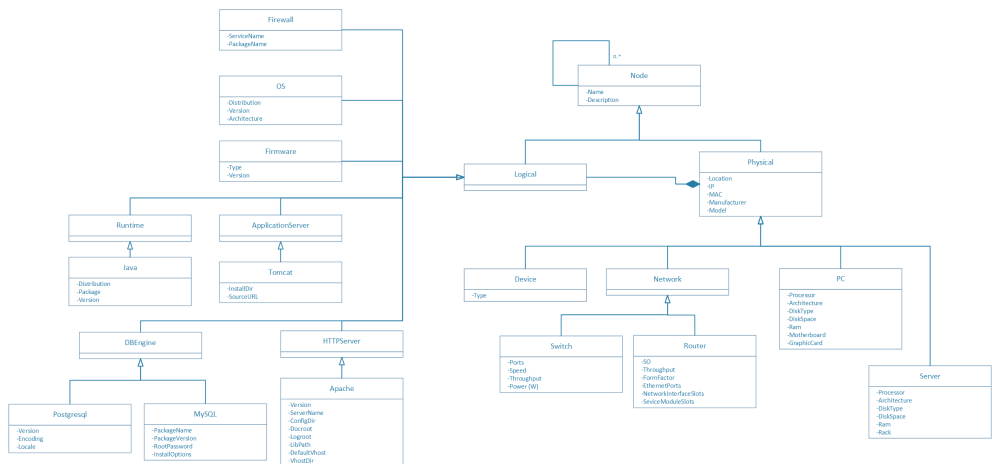 Firewall
-ServiceName
-PackageName
OS
-Distribution
-Version
-Architecture
Firmware
-Type
-Version
0..*
Node
-Name
-Description
Logical
Physical
-Location
-IP
-MAC
-Manufacturer
-Model
Runtime
ApplicationServer
Java
-Distribution
-Package
-Version
Tomcat
-InstallDir
-SourceURL
Device
-Type
Network
PC
-Processor
-Architecture
-DiskType
-DiskSpace
-Ram
-Motherboard
-GraphicCard
DBEngine
HTTPServer
Switch
-Ports
-Speed
-Throughput
-Power (W)
Router
-SO
-Throughput
-FormFactor
-EthernetPorts
-NetworkInterfaceSlots
-SeviceModuleSlots
Server
-Processor
-Architecture
-DiskType
-DiskSpace
-Ram
-Rack
Postgresql
-Version
-Encoding
-Locale
MySQL
-PackageName
-PackageVersion
-RootPassword
-InstallOptions
Apache
-Version
-ServerName
-ConfigDir
-Docroot
-Logroot
-LibPath
-DefaultVhost
-VhostDir